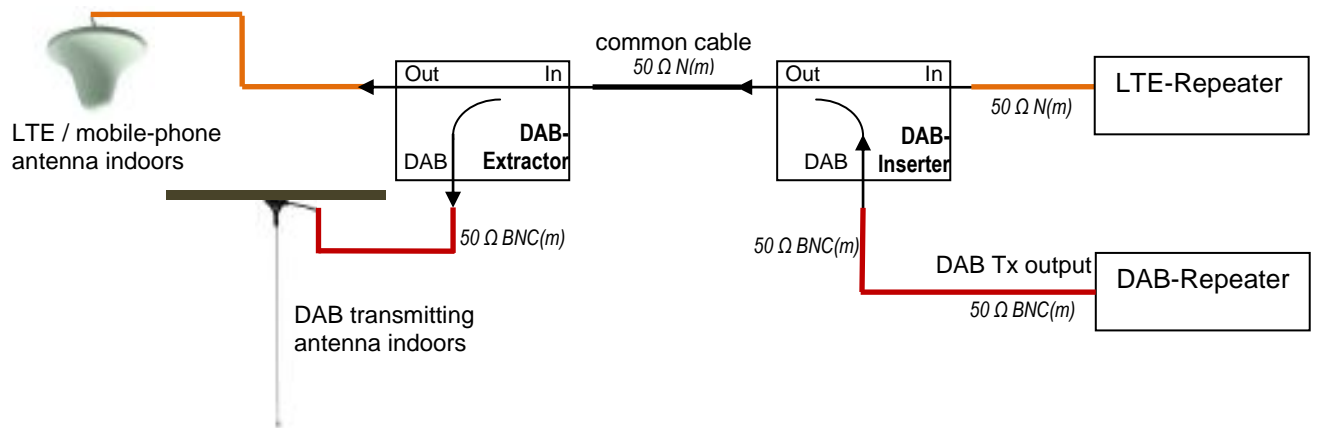 common cable
50 Ω N(m)
Out In
DAB-
Extractor
DAB
Out In
DAB-
Inserter
DAB
50 Ω N(m)
LTE-Repeater
LTE / mobile-phone
antenna indoors
50 Ω BNC(m)
50 Ω BNC(m)
DAB Tx output
50 Ω BNC(m)
DAB-Repeater
DAB transmitting
antenna indoors